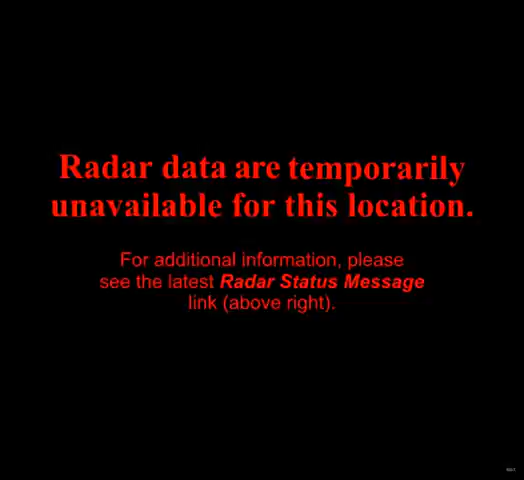 Radar data are temporarily
unavailable for this location.
For additional information, please
see the latest Radar Status Message
link (above right).